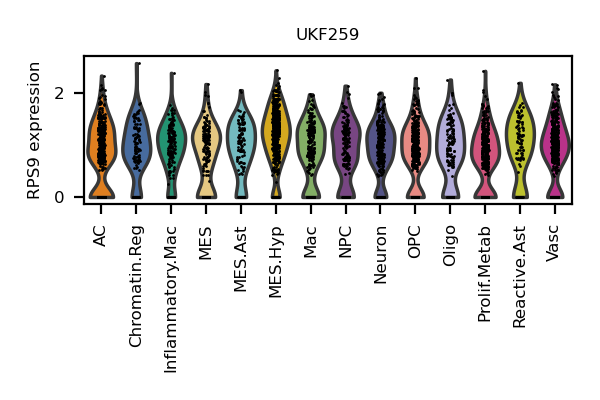 UKF259
RPS9 expression
2
0
AC
Chromatin.Reg
Inflammatory.Mac
MES
MES.Ast
MES.Hyp
Mac
NPC
Neuron
OPC
Oligo
Prolif.Metab
Reactive.Ast
Vasc